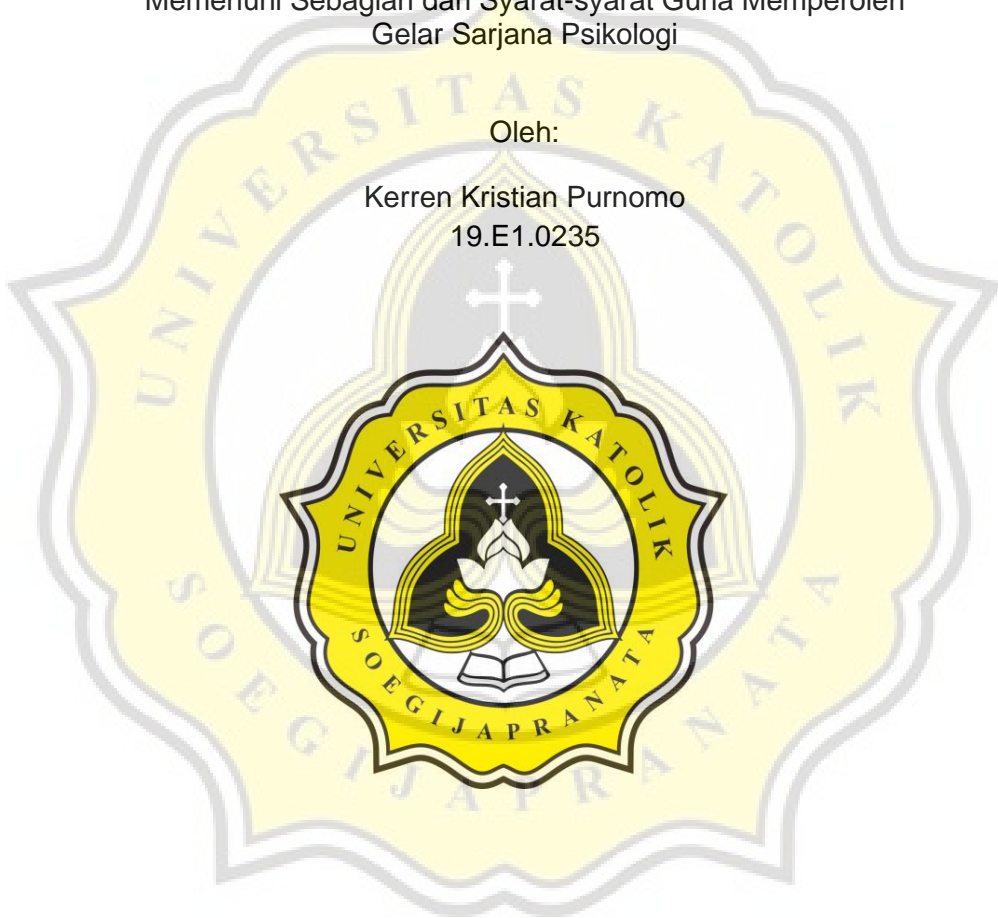 Memenuhi Sebagian dari Syarat-syarat Guna Memperoleh
Gelar Sarjana Psikologi
Oleh:
Kerren Kristian Purnomo
19.E1.0235
UNIVERSITAS KATOLIK
SOEGIJAPRANATA
UNIVERSITAS KATOLIK
SOEGIJAPRANATA